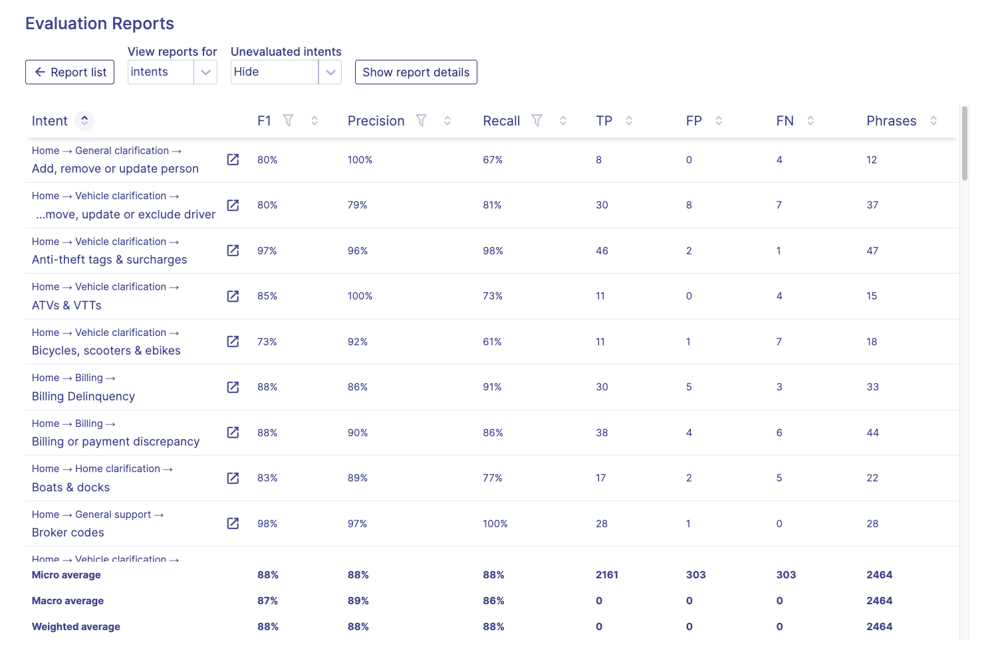 Evaluation Reports
View reports for Unevaluated intents
← Report list intents Hide Show report details
Intent F1 Precision Recall TP FP FN Phrases
Home → General clarification →
Add, remove or update person 80% 100% 67% 8 0 4 12
Home → Vehicle clarification →
...move, update or exclude driver 80% 79% 81% 30 8 7 37
Home → Vehicle clarification →
Anti-theft tags & surcharges 97% 96% 98% 46 2 1 47
Home → Vehicle clarification →
ATVs & VTTs 85% 100% 73% 11 0 4 15
Home → Vehicle clarification →
Bicycles, scooters & ebikes 73% 92% 61% 11 1 7 18
Home → Billing →
Billing Delinquency 88% 86% 91% 30 5 3 33
Home → Billing →
Billing or payment discrepancy 88% 90% 86% 38 4 6 44
Home → Home clarification →
Boats & docks 83% 89% 77% 17 2 5 22
Home → General support →
Broker codes 98% 97% 100% 28 1 0 28
Home → Vehicle clarification →
Micro average 88% 88% 88% 2161 303 303 2464
Macro average 87% 89% 86% 0 0 0 2464
Weighted average 88% 88% 88% 0 0 0 2464